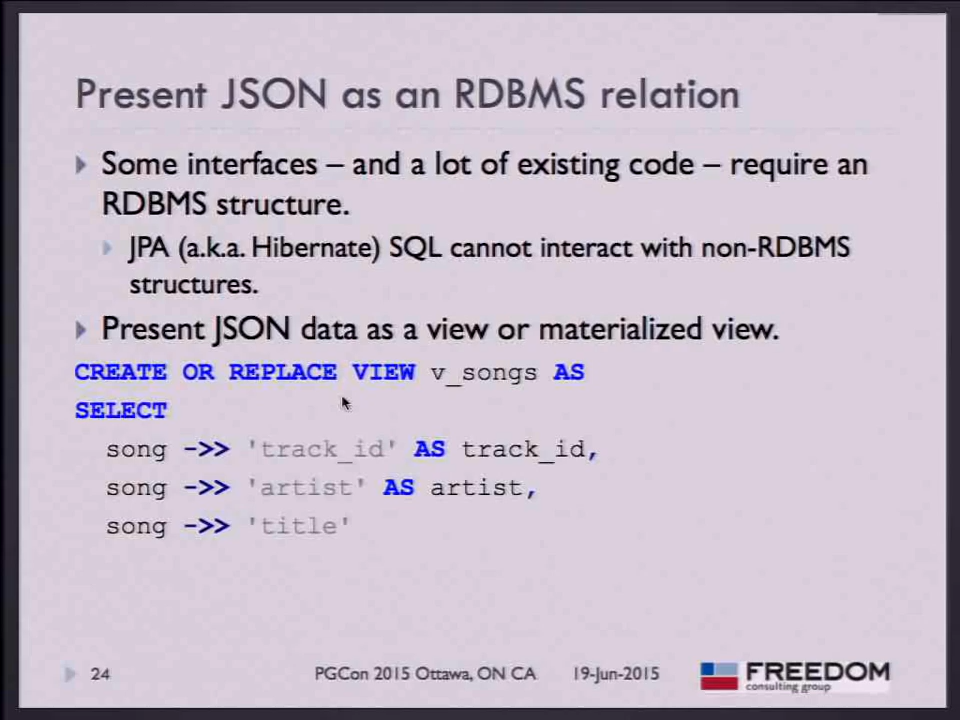 Present JSON as an RDBMS relation
Some interfaces – and a lot of existing code – require an
RDBMS structure.
JPA (a.k.a. Hibernate) SQL cannot interact with non-RDBMS
structures.
Present JSON data as a view or materialized view.
CREATE OR REPLACE VIEW v_songs AS
SELECT
song ->> 'track_id' AS track_id,
song ->> 'artist' AS artist,
song ->> 'title'
24 PGCon 2015 Ottawa, ON CA 19-Jun-2015 FREEDOM
consulting group